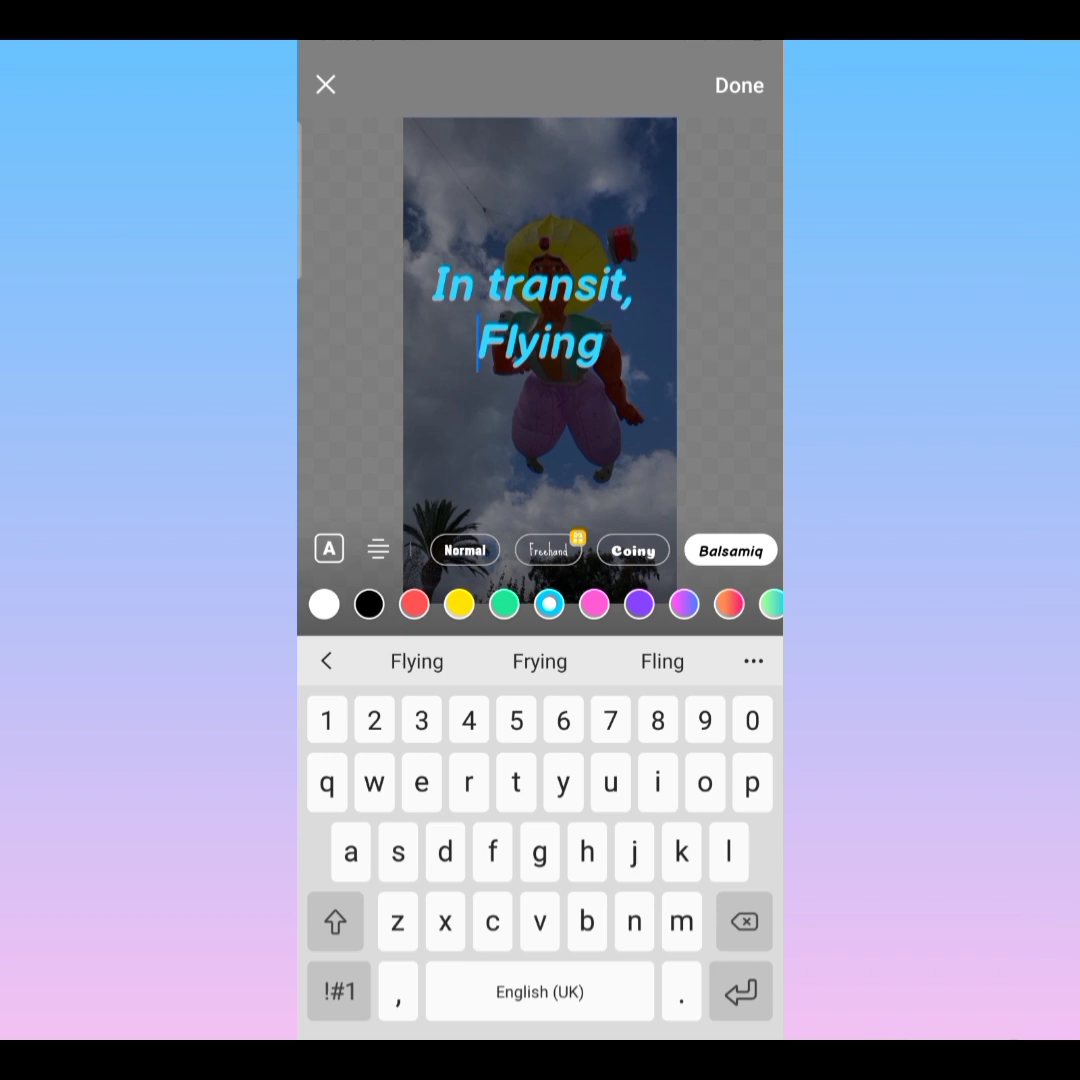 Done
In transit,
Flying
A
Normal
Freehand
Coiny
Balsamiq
Flying Frying Fling
1 2 3 4 5 6 7 8 9 0
q w e r t y u i o p
a s d f g h j k l
z x c v b n m
!#1 , English (UK) .